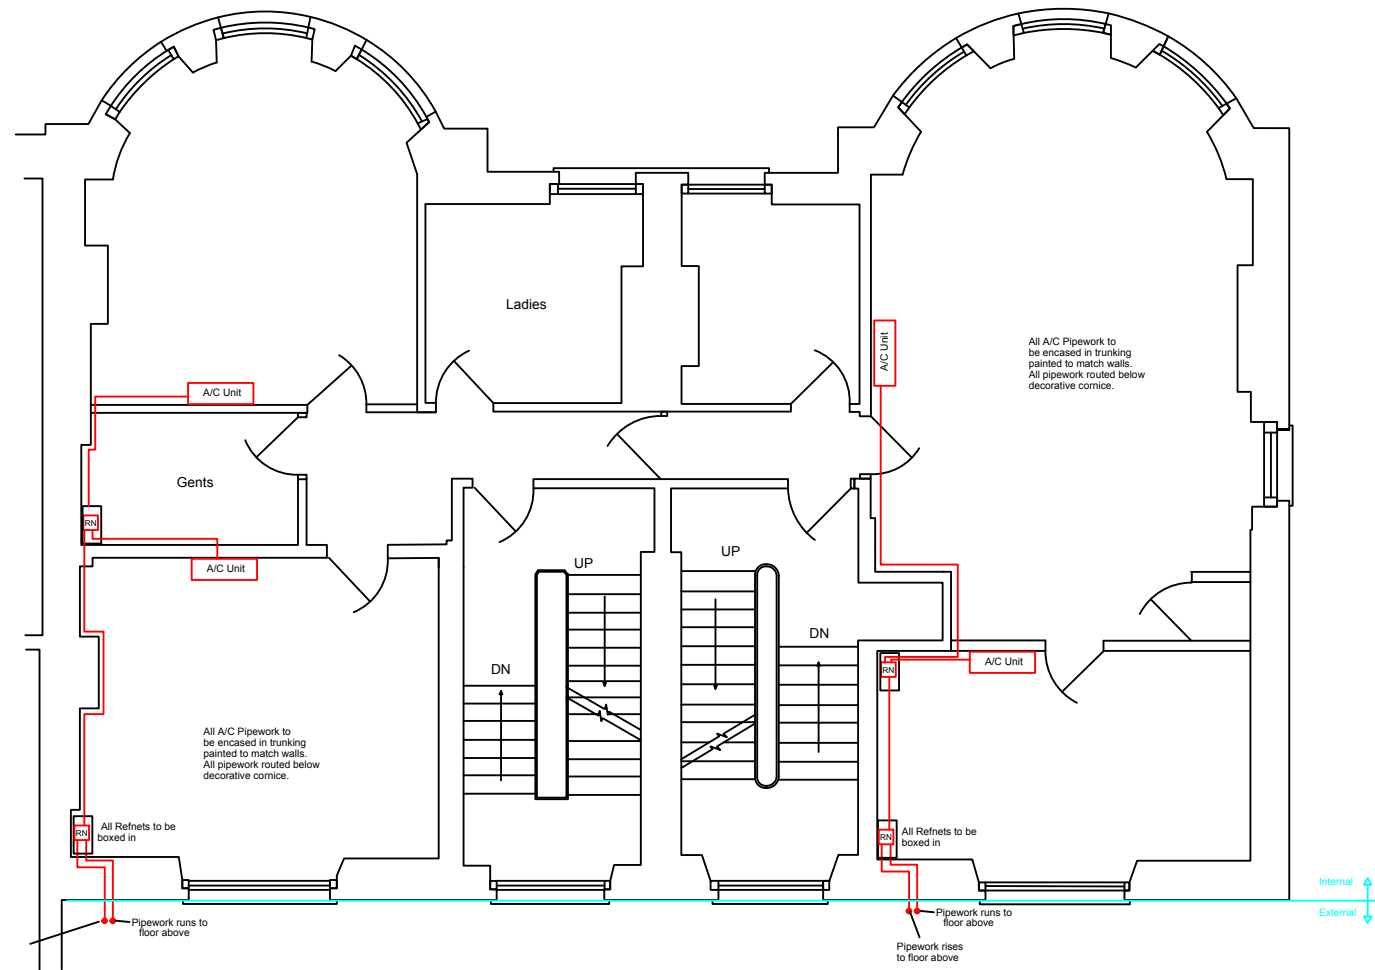 Ladies
A/C Unit
All A/C Pipework to
be encased in trunking
painted to match walls.
All pipework routed below
decorative cornice.
A/C Unit
Gents
RN
A/C Unit
UP
UP
DN
DN
RN
A/C Unit
All A/C Pipework to
be encased in trunking
painted to match walls.
All pipework routed below
decorative cornice.
RN
All Refnets to be
boxed in
RN
All Refnets to be
boxed in
Internal
External
Pipework runs to
floor above
Pipework runs to
floor above
Pipework rises
to floor above